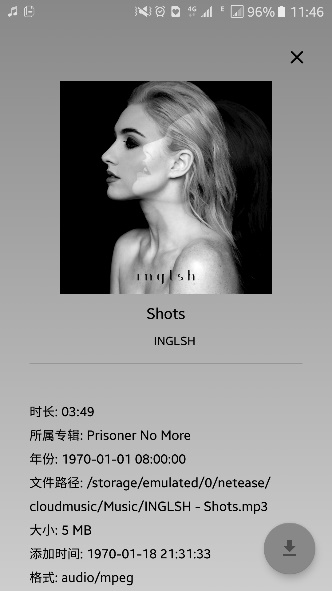 4G
E
96% 11:46
inglsh
Shots
INGLSH
时长: 03:49
所属专辑: Prisoner No More
年份: 1970-01-01 08:00:00
文件路径: /storage/emulated/0/netease/
cloudmusic/Music/INGLSH - Shots.mp3
大小: 5 MB
添加时间: 1970-01-18 21:31:33
格式: audio/mpeg